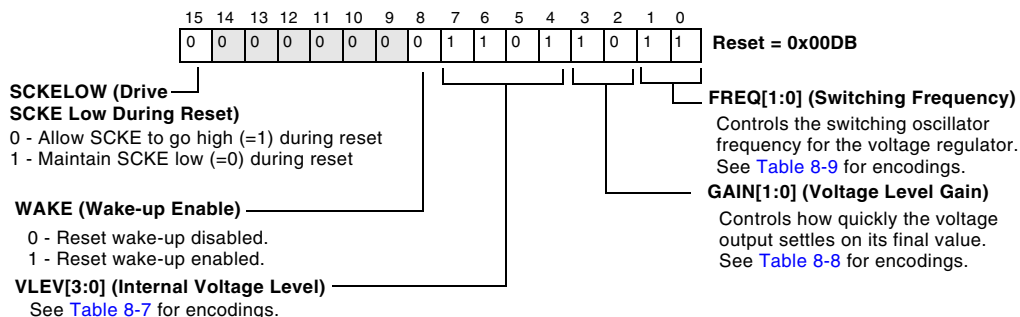 15 14 13 12 11 10 9 8 7 6 5 4 3 2 1 0
0 0 0 0 0 0 0 0 1 1 0 1 1 0 1 1 Reset = 0x00DB
SCKELOW (Drive
SCKE Low During Reset)
0 - Allow SCKE to go high (=1) during reset
1 - Maintain SCKE low (=0) during reset
FREQ[1:0] (Switching Frequency)
Controls the switching oscillator
frequency for the voltage regulator.
See Table 8-9 for encodings.
WAKE (Wake-up Enable)
0 - Reset wake-up disabled.
1 - Reset wake-up enabled.
GAIN[1:0] (Voltage Level Gain)
Controls how quickly the voltage
output settles on its final value.
See Table 8-8 for encodings.
VLEV[3:0] (Internal Voltage Level)
See Table 8-7 for encodings.